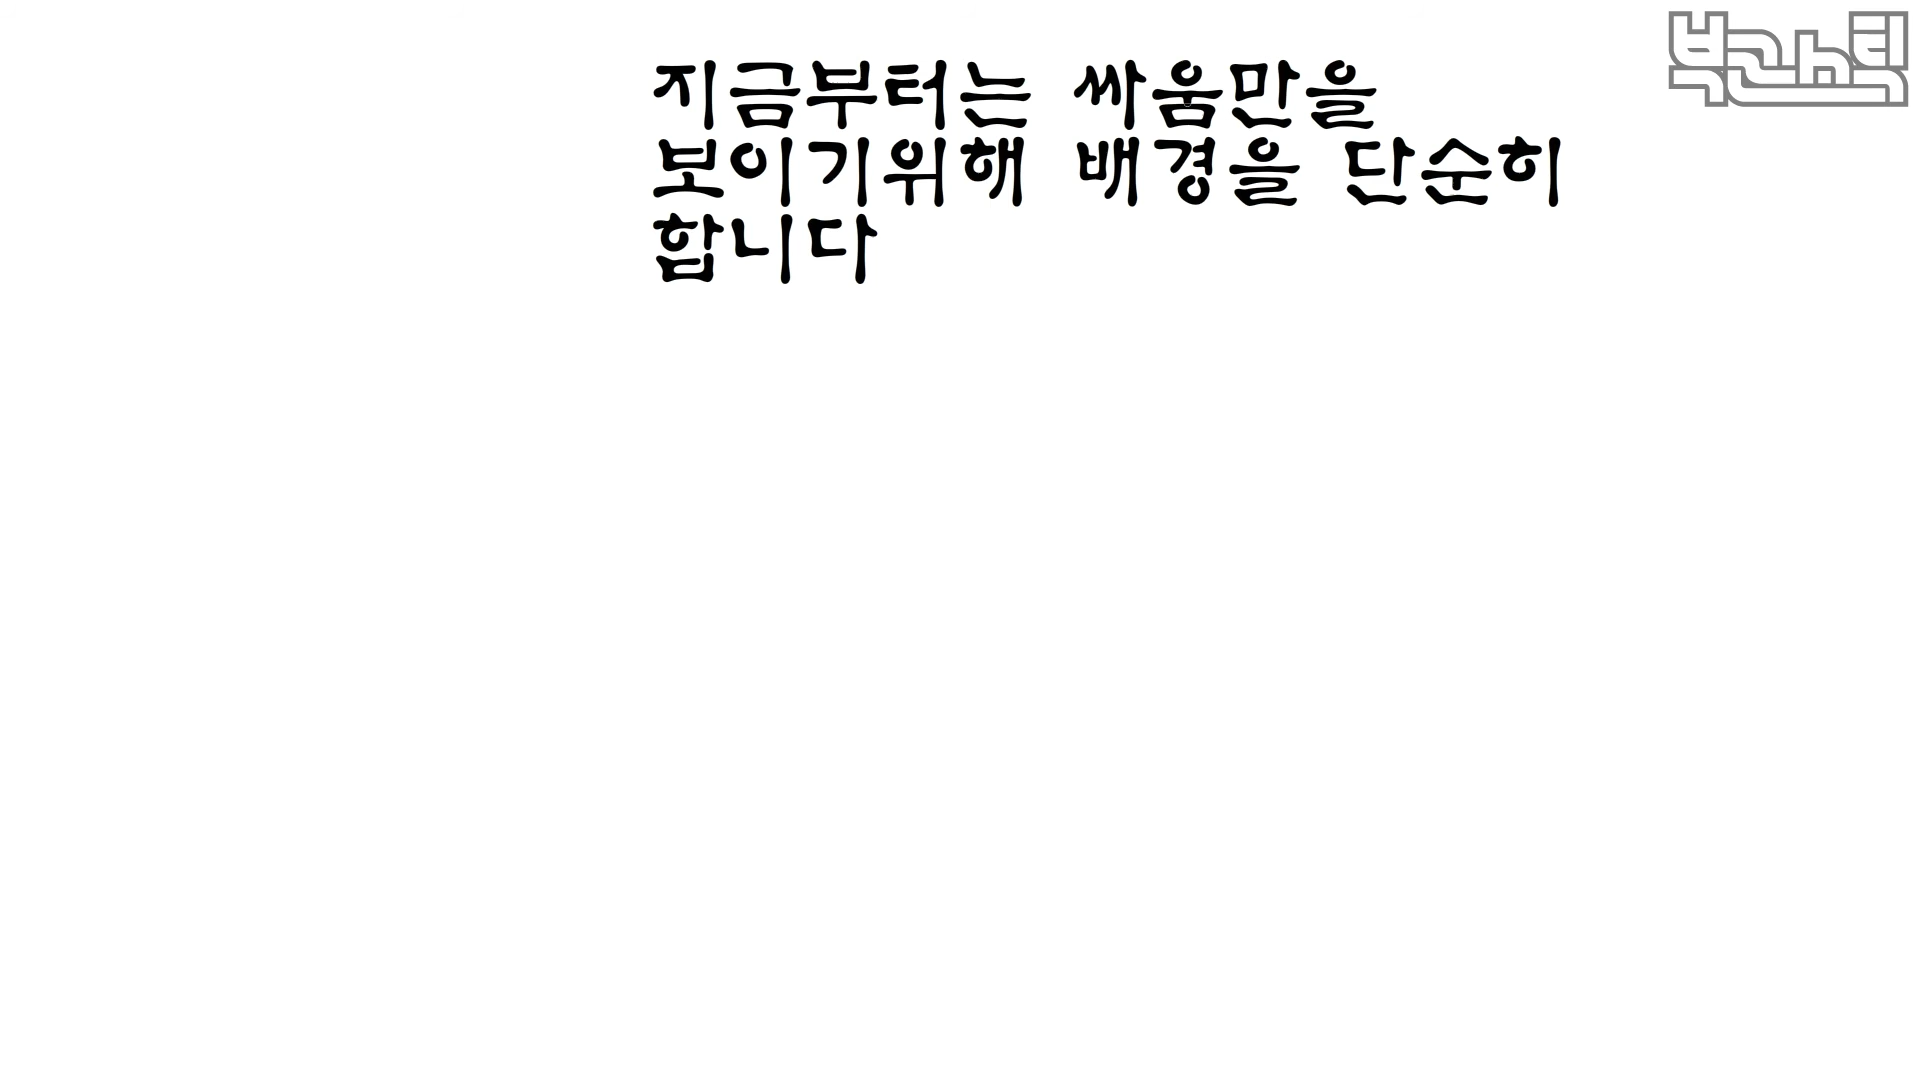 지금부터는 싸움만을
보이기위해 배경을 단순히
합니다